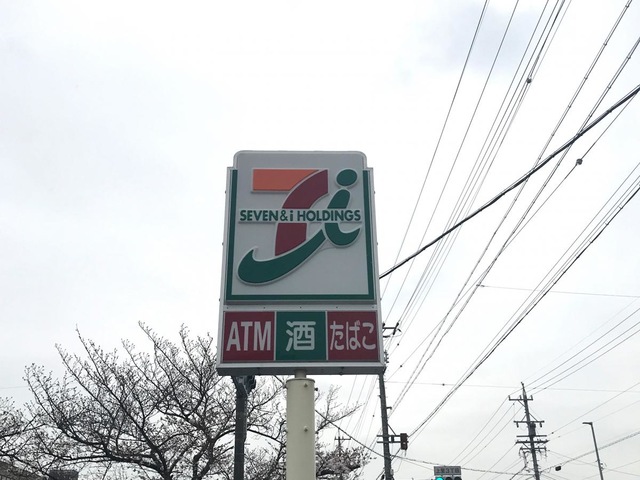 SEVEN&i HOLDINGS
ATM 酒 たばこ